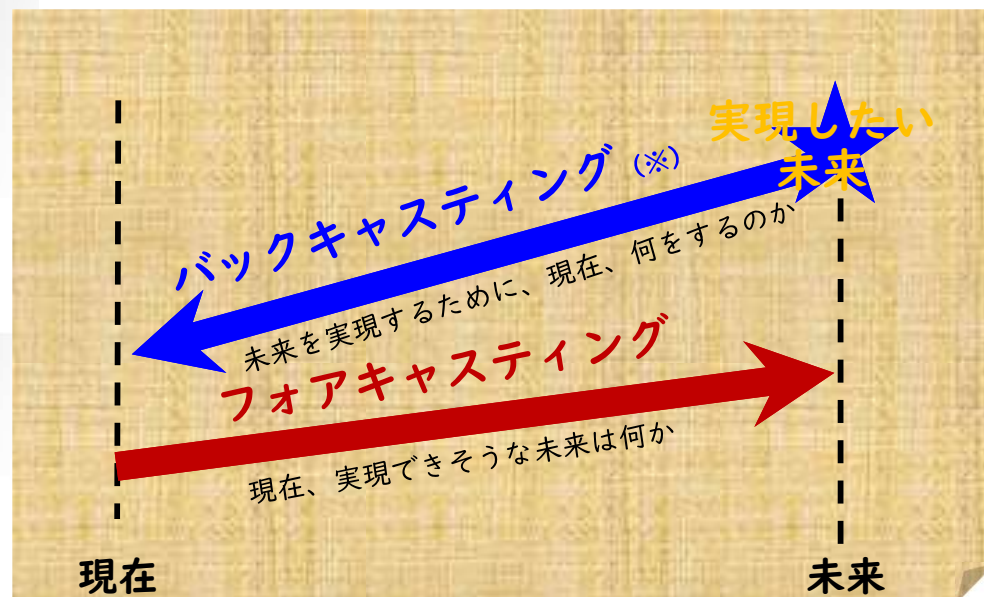 実現したい
未来
バックキャスティング（※）
未来を実現するために、現在、何をするのか
フォアキャスティング
現在、実現できそうな未来は何か
現在
未来